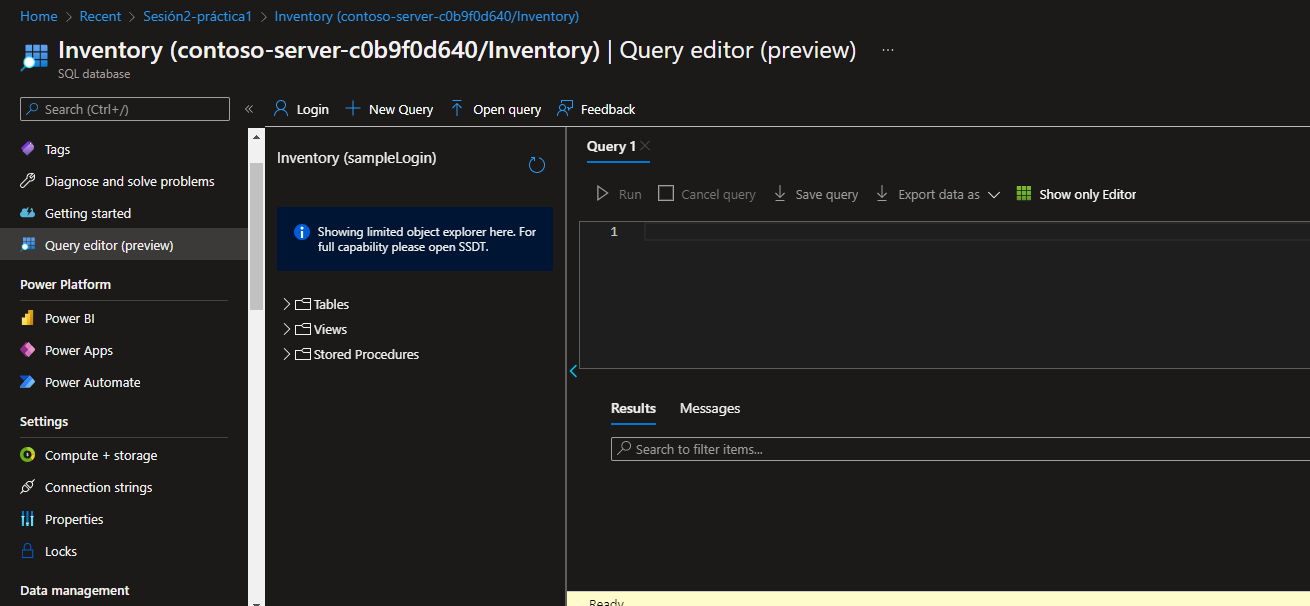 Home > Recent > Sesión2-práctica1 > Inventory (contoso-server-c0b9f0d640/Inventory)
Inventory (contoso-server-c0b9f0d640/Inventory) | Query editor (preview) ...
SQL database
Search (Ctrl+/)
«
Login
New Query
Open query
Feedback
Tags
Diagnose and solve problems
Getting started
Query editor (preview)
Power Platform
Power BI
Power Apps
Power Automate
Settings
Compute + storage
Connection strings
Properties
Locks
Data management
Inventory (sampleLogin)
Showing limited object explorer here. For
full capability please open SSDT.
Tables
Views
Stored Procedures
Query 1
Run
Cancel query
Save query
Export data as
Show only Editor
1
Results
Messages
Search to filter items...
Ready